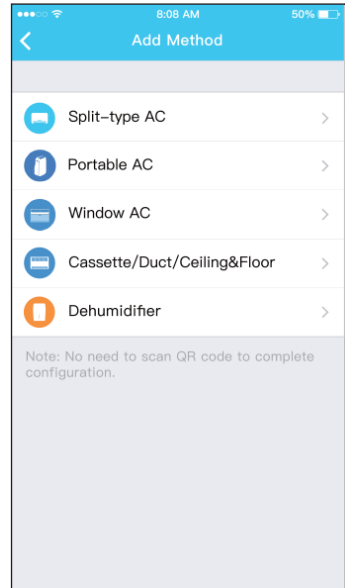 8:08 AM
50%
Add Method
Split-type AC
Portable AC
Window AC
Cassette/Duct/Ceiling&Floor
Dehumidifier
Note: No need to scan QR code to complete
configuration.